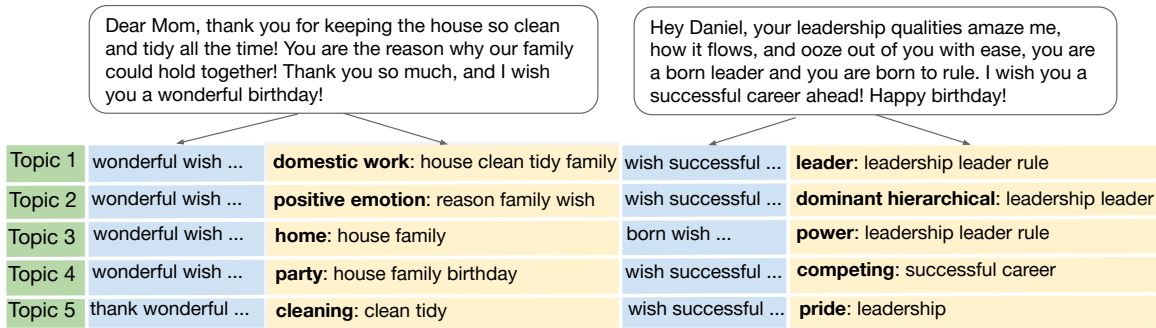 Dear Mom, thank you for keeping the house so clean
and tidy all the time! You are the reason why our family
could hold together! Thank you so much, and I wish
you a wonderful birthday!
Hey Daniel, your leadership qualities amaze me,
how it flows, and ooze out of you with ease, you are
a born leader and you are born to rule. I wish you a
successful career ahead! Happy birthday!
Topic 1 wonderful wish ... domestic work: house clean tidy family wish successful ... leader: leadership leader rule
Topic 2 wonderful wish ... positive emotion: reason family wish wish successful ... dominant hierarchical: leadership leader
Topic 3 wonderful wish ... home: house family born wish ... power: leadership leader rule
Topic 4 wonderful wish ... party: house family birthday wish successful ... competing: successful career
Topic 5 thank wonderful ... cleaning: clean tidy wish successful ... pride: leadership